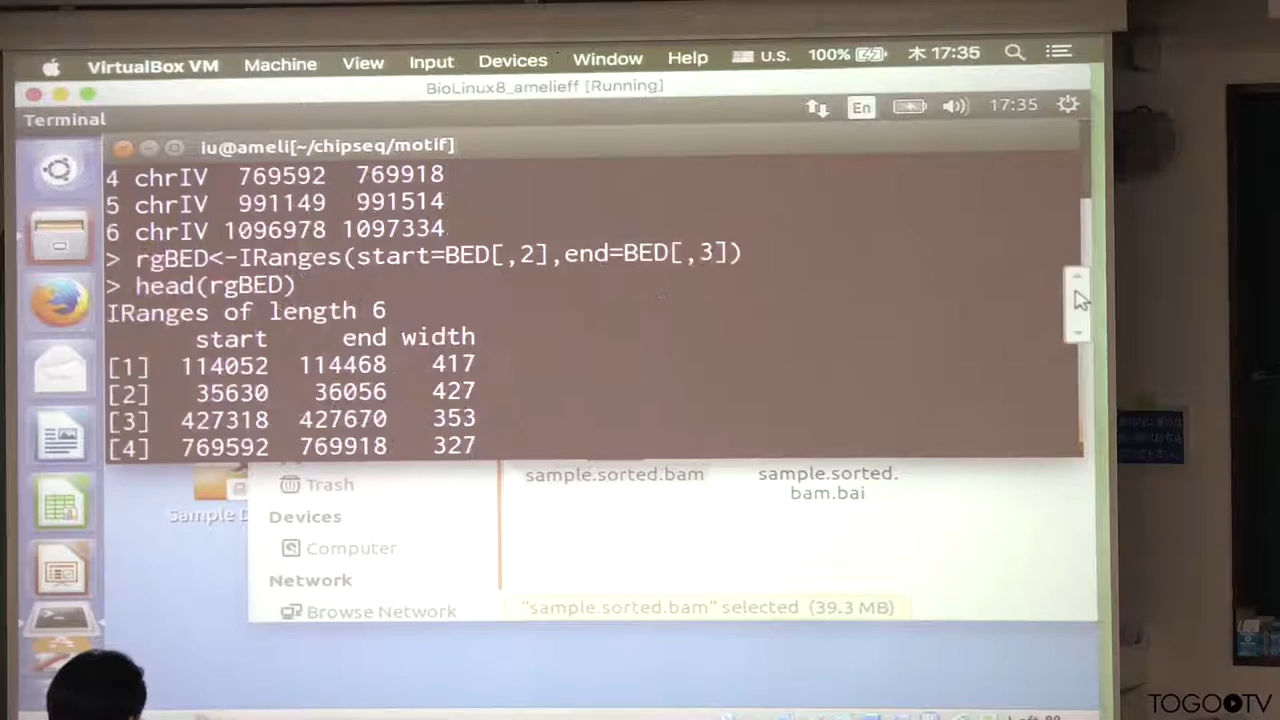 VirtualBox VM Machine View Input Devices Window Help U.S. 100% 木 17:35
BioLinux8_amelieff [Running]
Terminal En 17:35
iu@ameli[~/chipseq/motif]
4 chrIV 769592 769918
5 chrIV 991149 991514
6 chrIV 1096978 1097334
> rgBED<-IRanges(start=BED[,2],end=BED[,3])
> head(rgBED)
IRanges of length 6
start end width
[1] 114052 114468 417
[2] 35630 36056 427
[3] 427318 427670 353
[4] 769592 769918 327
Sample D
Trash
Devices
Computer
Network
Browse Network
sample.sorted.bam
sample.sorted.
bam.bai
"sample.sorted.bam" selected (39.3 MB)
TOGOTV